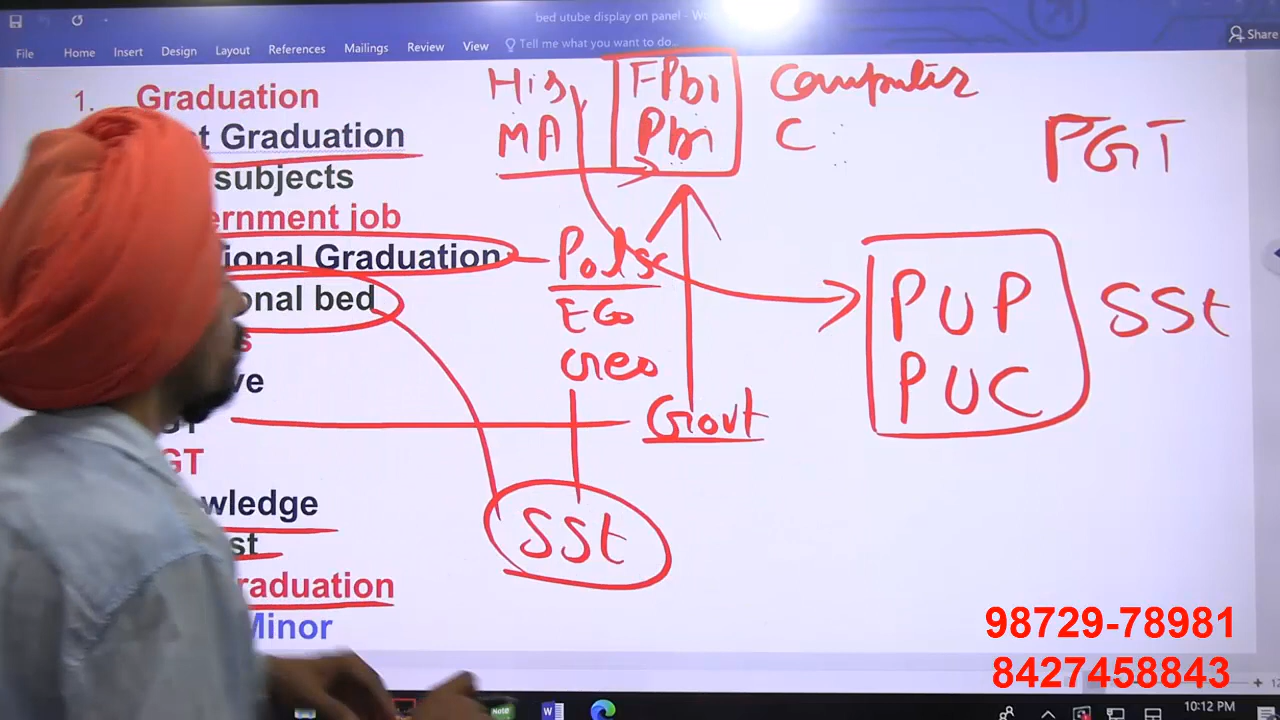 bed utube display on panel - Wo
File Home Insert Design Layout References Mailings Review View Tell me what you want to do... Share
1. Graduation
t Graduation
subjects
ernment job
ional Graduation
onal bed
s
ve
GT
wledge
st
raduation
Minor
His FPbi Computer
MA Pbi C
PGT
Polsc
Eco
Geo
Govt
SSt
PUP SSt
PUC
98729-78981
8427458843
Note
10:12 PM